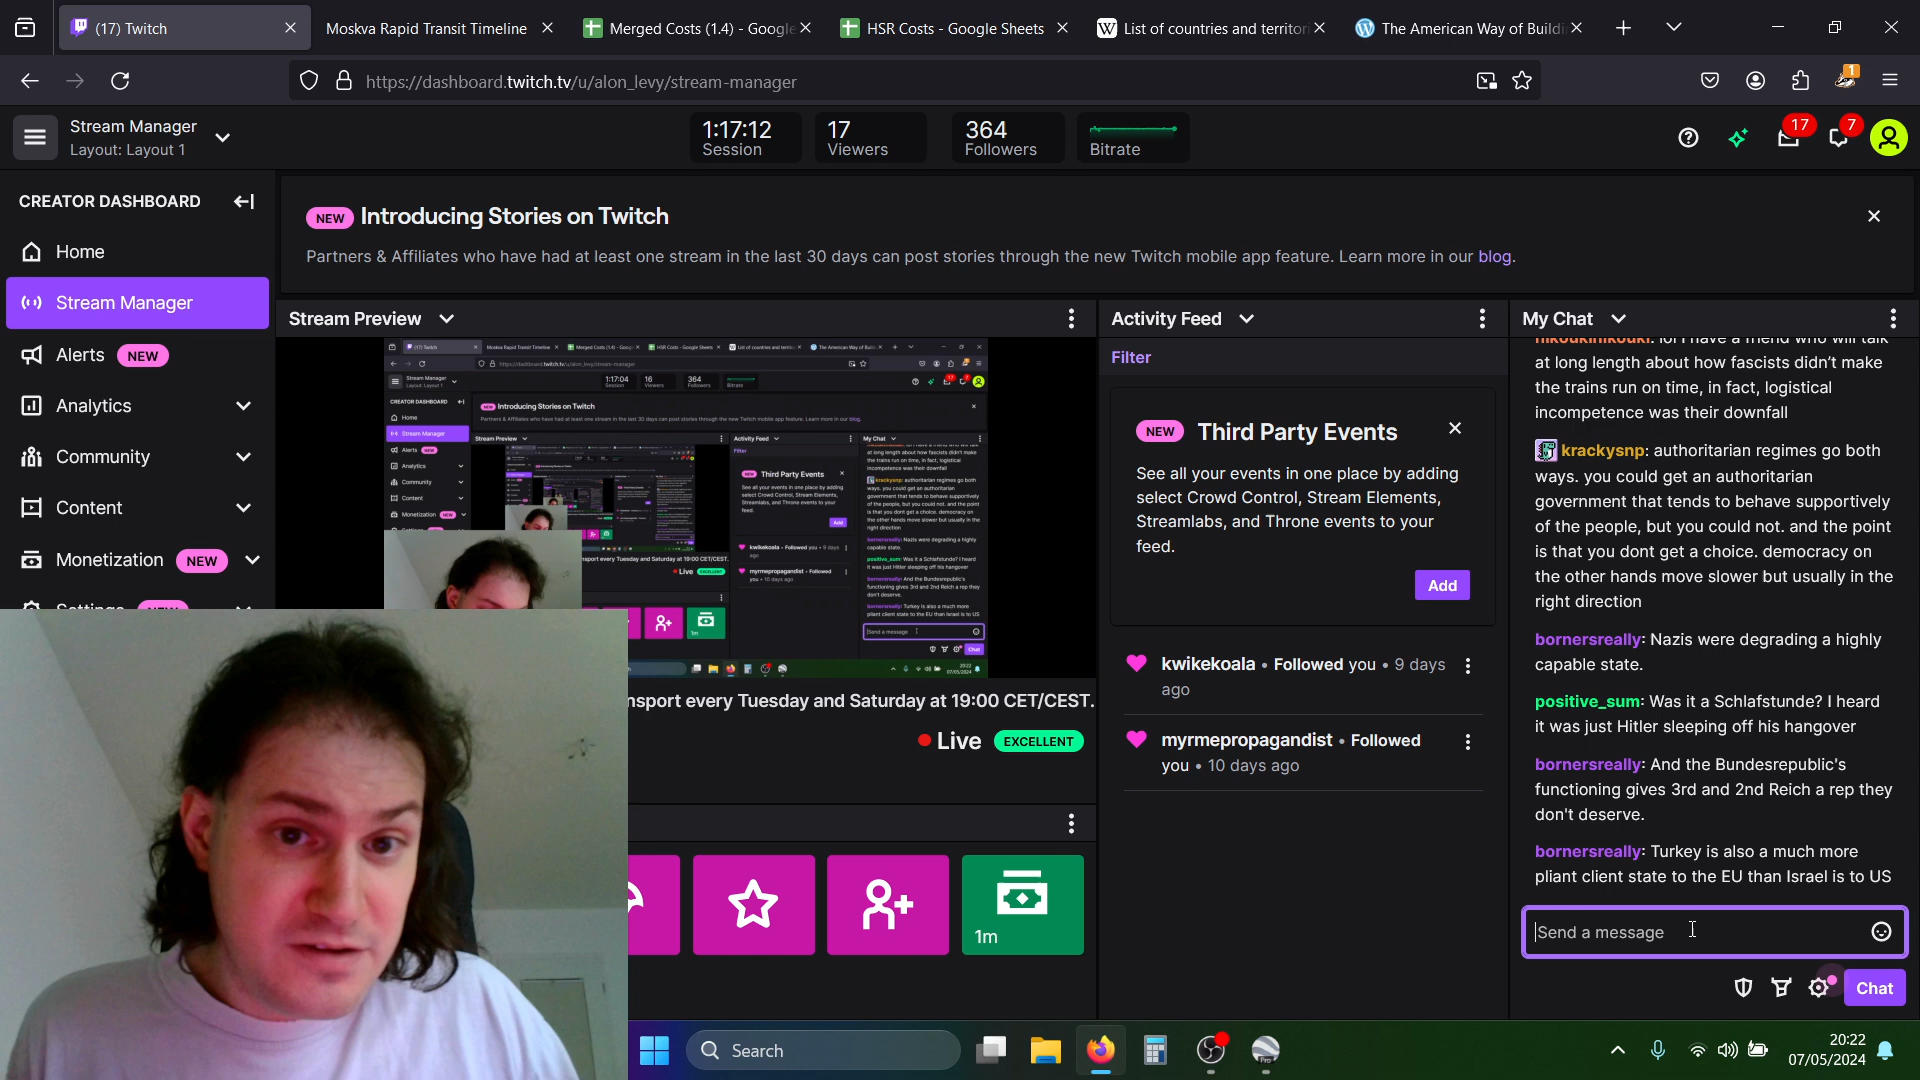 (17) Twitch
Moskva Rapid Transit Timeline
Merged Costs (1.4) - Google
HSR Costs - Google Sheets
List of countries and territori
The American Way of Buildi
https://dashboard.twitch.tv/u/alon_levy/stream-manager
1
Stream Manager
Layout: Layout 1
1:17:12
Session
17
Viewers
364
Followers
Bitrate
17
7
CREATOR DASHBOARD
Home
Stream Manager
Alerts NEW
Analytics
Community
Content
Monetization NEW
NEW Introducing Stories on Twitch
Partners & Affiliates who have had at least one stream in the last 30 days can post stories through the new Twitch mobile app feature. Learn more in our blog.
Stream Preview
nsport every Tuesday and Saturday at 19:00 CET/CEST.
Live EXCELLENT
1m
Activity Feed
Filter
NEW Third Party Events
See all your events in one place by adding
select Crowd Control, Stream Elements,
Streamlabs, and Throne events to your
feed.
Add
kwikekoala • Followed you • 9 days
ago
myrmepropagandist • Followed
you • 10 days ago
My Chat
at long length about how fascists didn't make
the trains run on time, in fact, logistical
incompetence was their downfall
krackysnp: authoritarian regimes go both
ways. you could get an authoritarian
government that tends to behave supportively
of the people, but you could not. and the point
is that you dont get a choice. democracy on
the other hands move slower but usually in the
right direction
bornersreally: Nazis were degrading a highly
capable state.
positive_sum: Was it a Schlafstunde? I heard
it was just Hitler sleeping off his hangover
bornersreally: And the Bundesrepublic's
functioning gives 3rd and 2nd Reich a rep they
don't deserve.
bornersreally: Turkey is also a much more
pliant client state to the EU than Israel is to US
Send a message
Chat
Search
20:22
07/05/2024